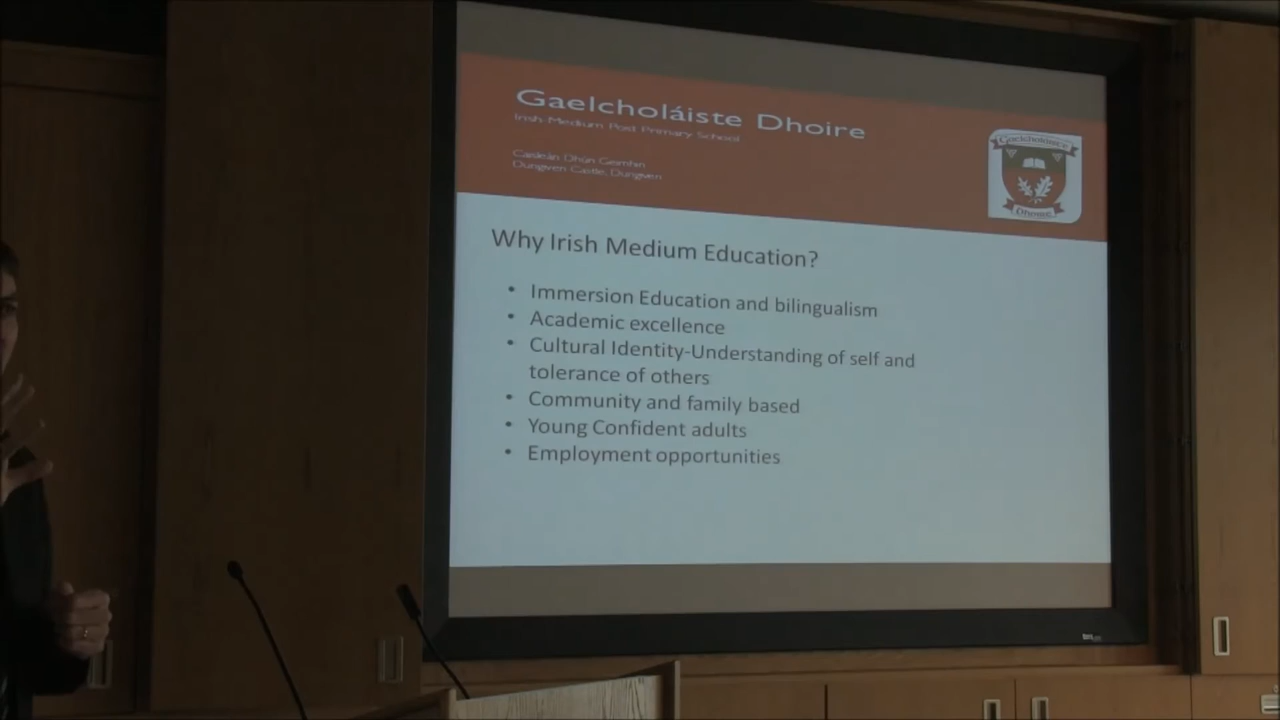 Gaelcholáiste Dhoire
Irish-Medium Post Primary School
Caisleán Dhún Geimhin
Dungiven Castle, Dungiven
Gaelcholáiste
Dhoire
Why Irish Medium Education?
• Immersion Education and bilingualism
• Academic excellence
• Cultural Identity-Understanding of self and
tolerance of others
• Community and family based
• Young Confident adults
• Employment opportunities